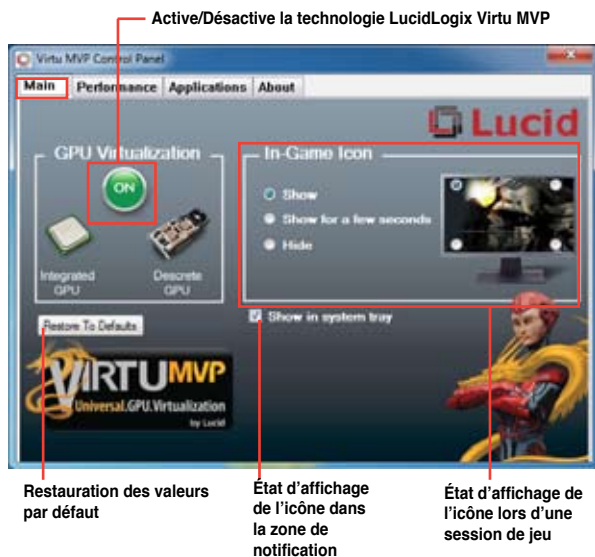 Active/Désactive la technologie LucidLogix Virtu MVP
Virtu MVP Control Panel
Main Performance Applications About
Lucid
GPU Virtualization
In-Game Icon
ON
Show
Show for a few seconds
Hide
Integrated
GPU
Descrete
GPU
Restore To Defaults
Show in system tray
VIRTU MVP
Universal.GPU.Virtualization
by Lucid
Restauration des valeurs
par défaut
État d’affichage
de l’icône dans
la zone de
notification
État d’affichage de
l’icône lors d’une
session de jeu